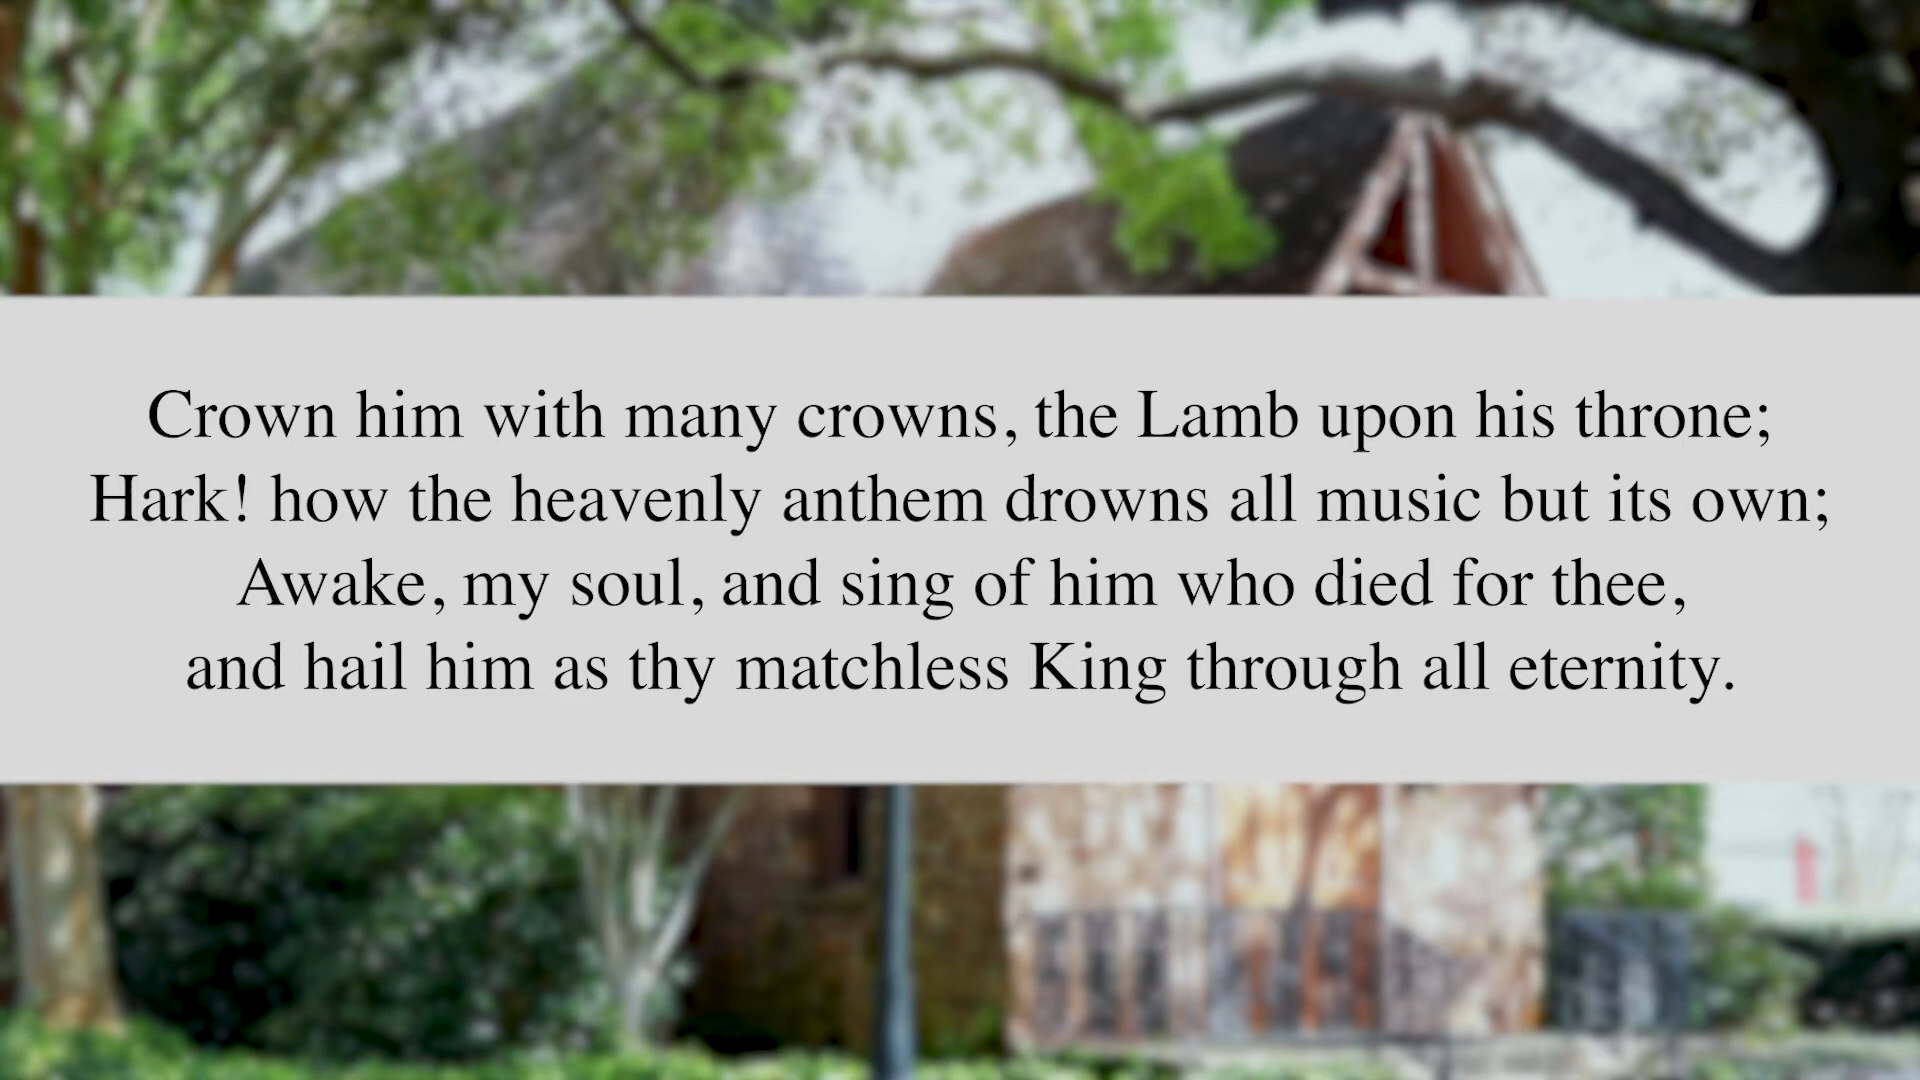 Crown him with many crowns, the Lamb upon his throne;
Hark! how the heavenly anthem drowns all music but its own;
Awake, my soul, and sing of him who died for thee,
and hail him as thy matchless King through all eternity.